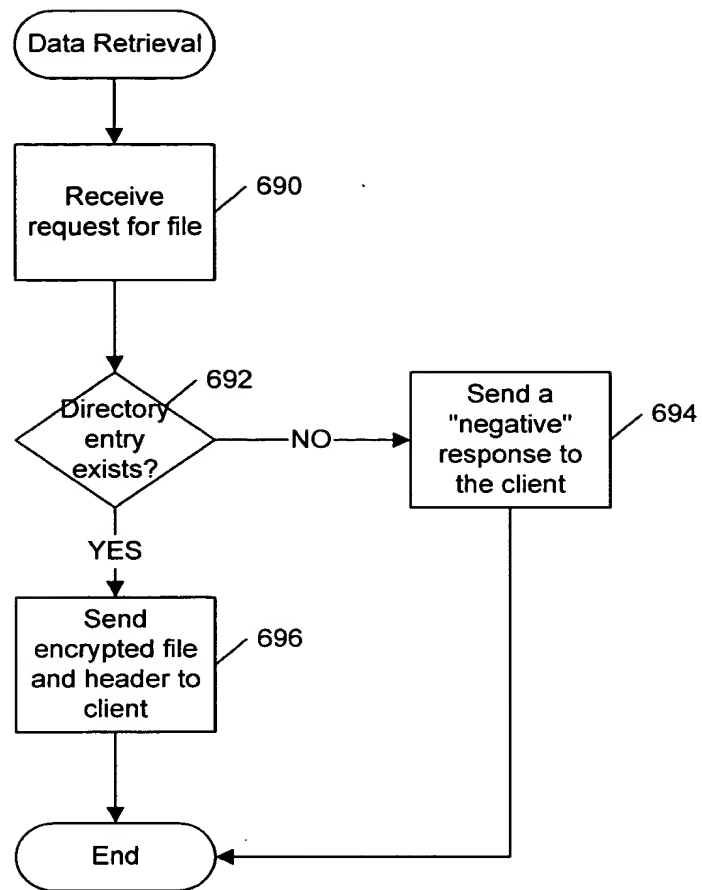 Data Retrieval
Receive
request for file
690
Directory
entry
exists?
692
NO
Send a
"negative"
response to
the client
694
YES
Send
encrypted file
and header to
client
696
End